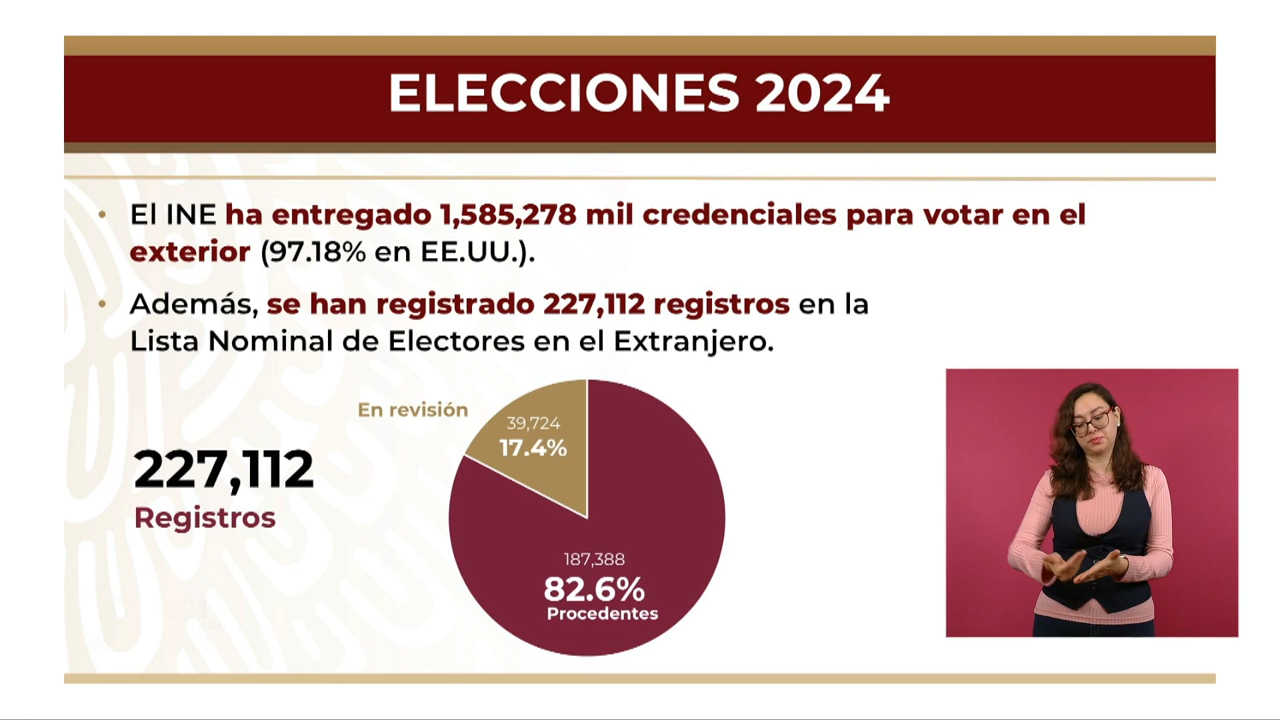 ELECCIONES 2024
• El INE ha entregado 1,585,278 mil credenciales para votar en el
exterior (97.18% en EE.UU.).
• Además, se han registrado 227,112 registros en la
Lista Nominal de Electores en el Extranjero.
227,112
Registros
En revisión
39,724
17.4%
187,388
82.6%
Procedentes